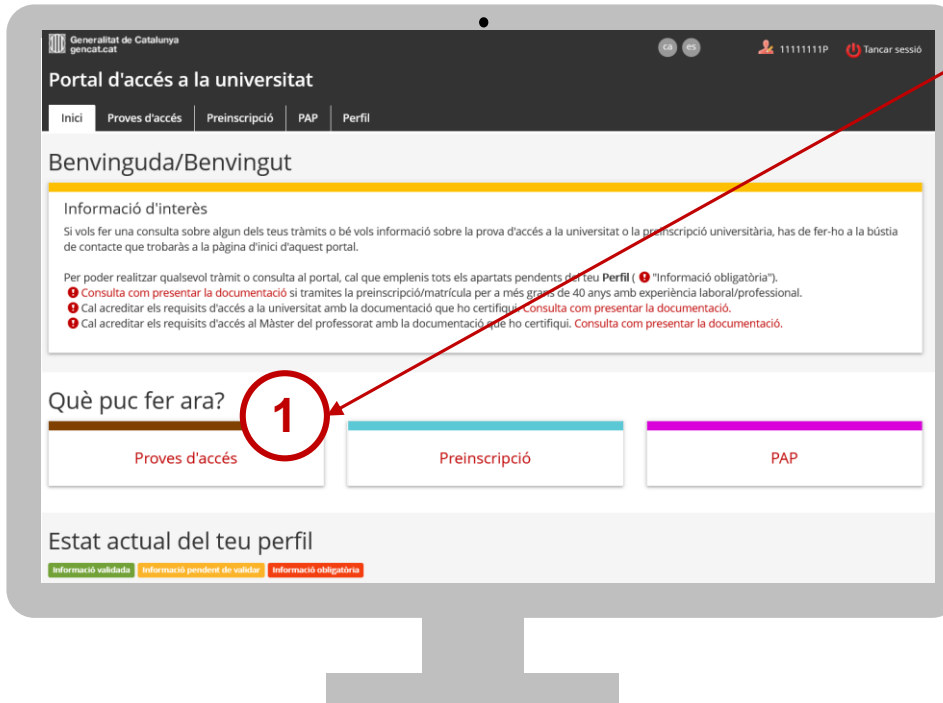 Generalitat de Catalunya
gencat.cat
ca es
11111111P
Tancar sessió
Portal d'accés a la universitat
Inici Proves d'accés Preinscripció PAP Perfil
Benvinguda/Benvingut
Informació d'interès
Si vols fer una consulta sobre algun dels teus tràmits o bé vols informació sobre la prova d'accés a la universitat o la preinscripció universitària, has de fer-ho a la bústia
de contacte que trobaràs a la pàgina d'inici d'aquest portal.
Per poder realitzar qualsevol tràmit o consulta al portal, cal que emplenis tots els apartats pendents del teu Perfil ( "Informació obligatòria").
Consulta com presentar la documentació si tramites la preinscripció/matrícula per a més grans de 40 anys amb experiència laboral/professional.
Cal acreditar els requisits d'accés a la universitat amb la documentació que ho certifiqui. Consulta com presentar la documentació.
Cal acreditar els requisits d'accés al Màster del professorat amb la documentació que ho certifiqui. Consulta com presentar la documentació.
Què puc fer ara?
1
Proves d'accés
Preinscripció
PAP
Estat actual del teu perfil
Informació validada Informació pendent de validar Informació obligatòria